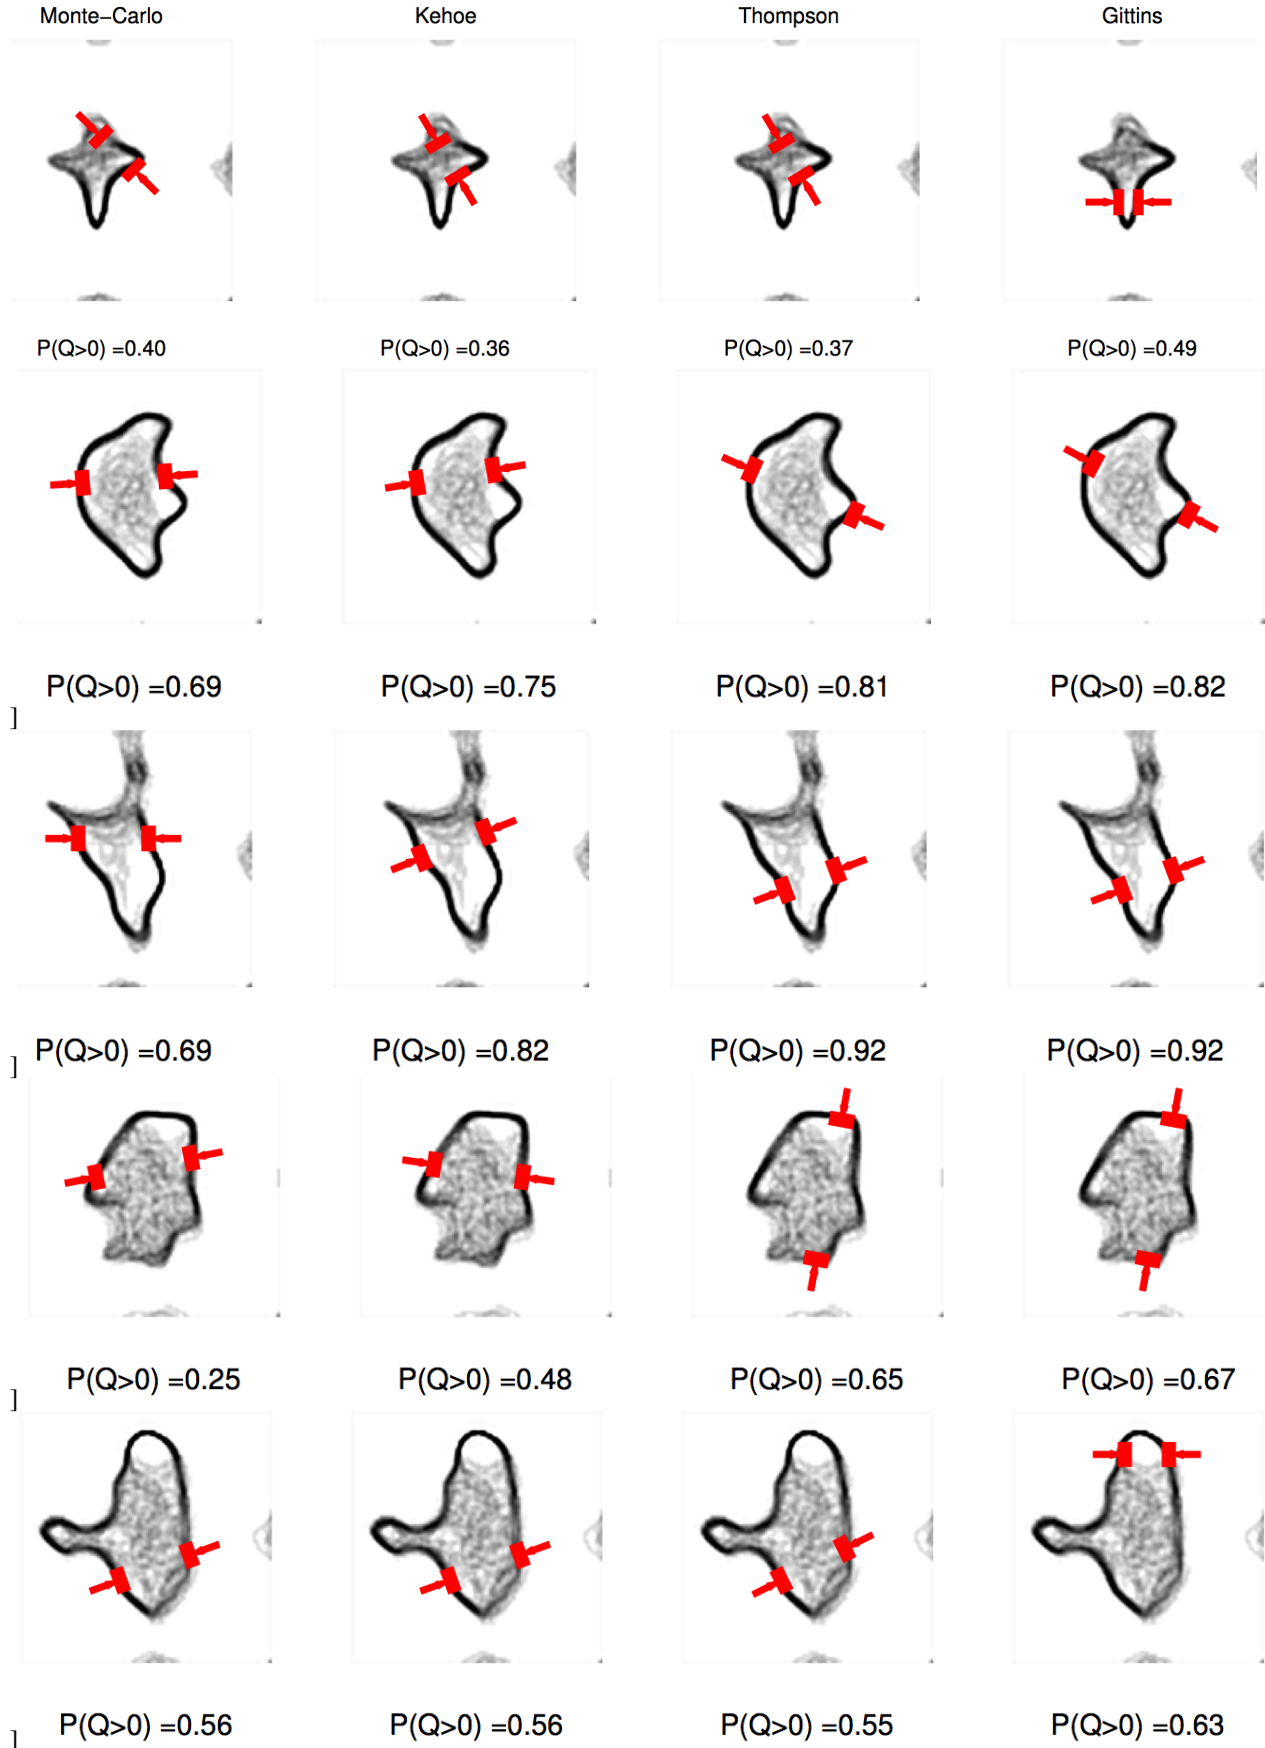 Monte−Carlo Kehoe Thompson Gittins
P(Q>0) =0.40 P(Q>0) =0.36 P(Q>0) =0.37 P(Q>0) =0.49
P(Q>0) =0.69 P(Q>0) =0.75 P(Q>0) =0.81 P(Q>0) =0.82
]
P(Q>0) =0.69 P(Q>0) =0.82 P(Q>0) =0.92 P(Q>0) =0.92
]
P(Q>0) =0.25 P(Q>0) =0.48 P(Q>0) =0.65 P(Q>0) =0.67
]
P(Q>0) =0.56 P(Q>0) =0.56 P(Q>0) =0.55 P(Q>0) =0.63
]